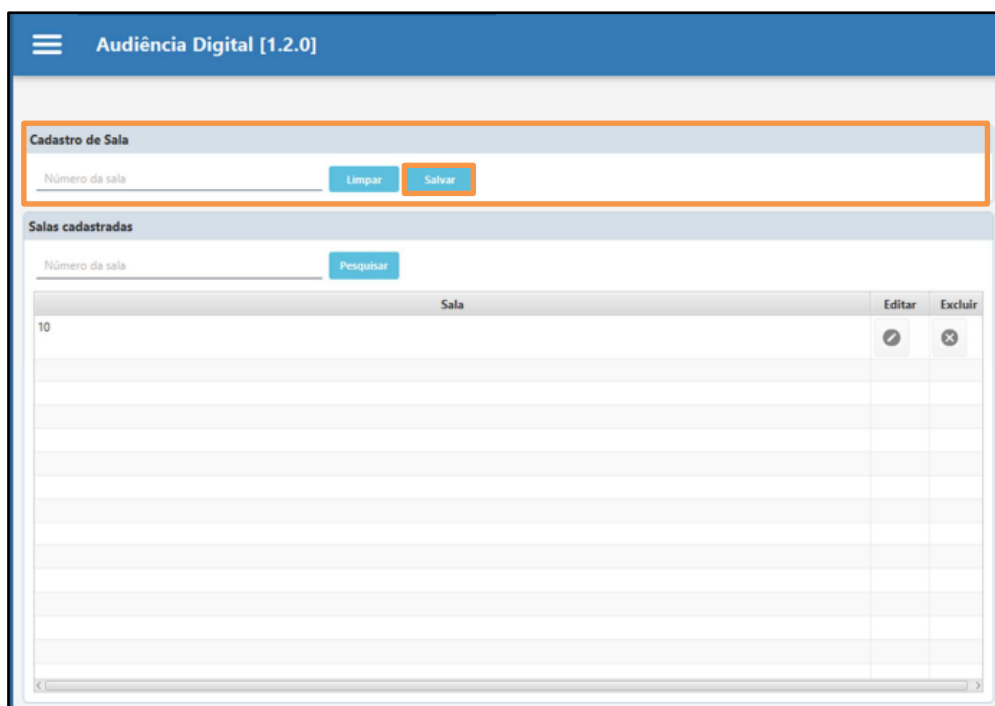 Audiência Digital [1.2.0]
Cadastro de Sala
Número da sala Limpar Salvar
Salas cadastradas
Número da sala Pesquisar
Sala Editar Excluir
10